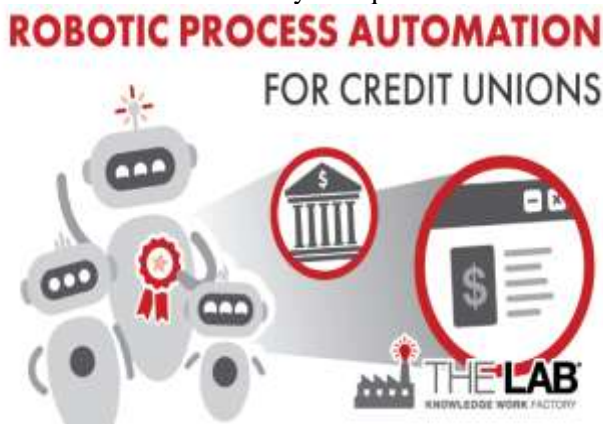 ROBOTIC PROCESS AUTOMATION
FOR CREDIT UNIONS
$
$
THE LAB®
KNOWLEDGE WORK FACTORY